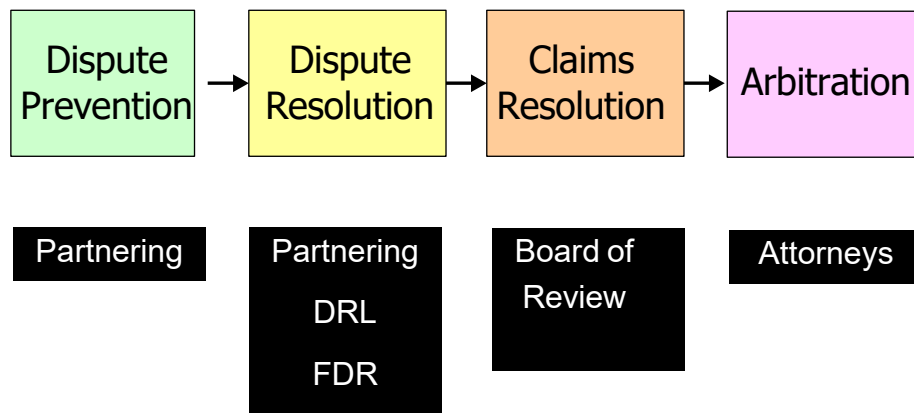 Dispute
Prevention
Dispute
Resolution
Claims
Resolution
Arbitration
Partnering
Partnering
DRL
FDR
Board of
Review
Attorneys